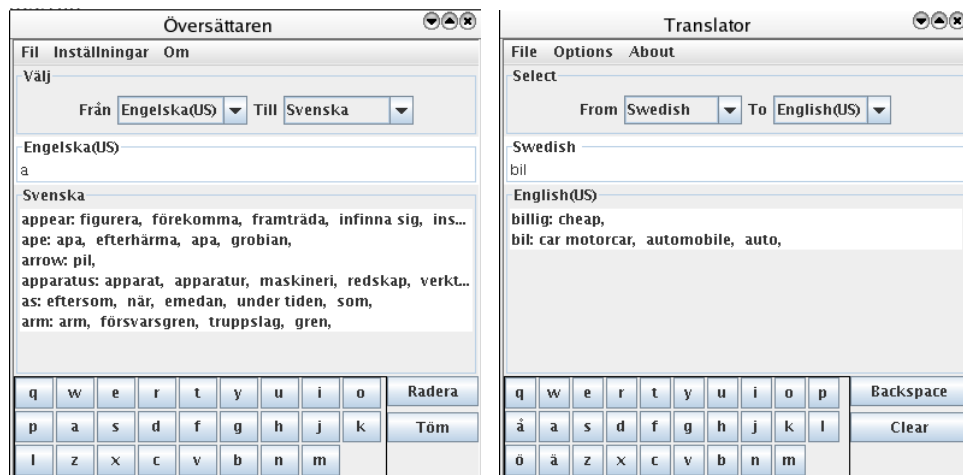 Översättaren
Fil Inställningar Om
Välj
Från Engelska(US) Till Svenska
Engelska(US)
a
Svenska
appear: figurera, förekomma, framträda, infinna sig, ins...
ape: apa, efterhärma, apa, grobian,
arrow: pil,
apparatus: apparat, apparatur, maskineri, redskap, verkt...
as: eftersom, när, emedan, under tiden, som,
arm: arm, försvarsgren, truppslag, gren,
q w e r t y u i o Radera
p a s d f g h j k Töm
l z x c v b n m
Translator
File Options About
Select
From Swedish To English(US)
Swedish
bil
English(US)
billig: cheap,
bil: car motorcar, automobile, auto,
q w e r t y u i o p Backspace
å a s d f g h j k l Clear
ö ä z x c v b n m